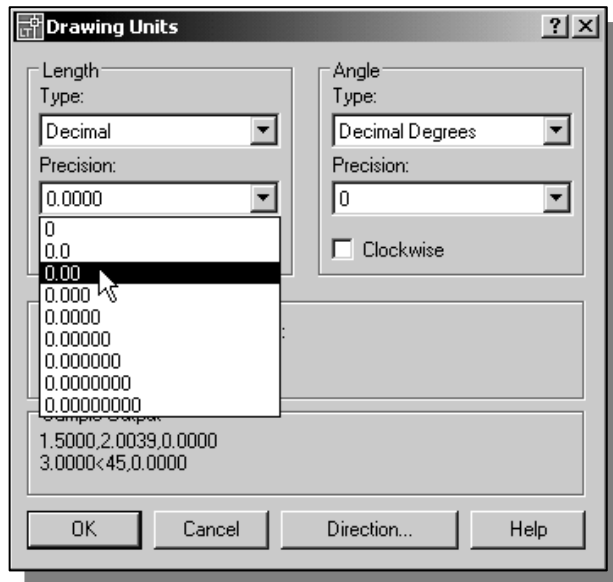 Drawing Units
Length
Type:
Decimal
Precision:
0.0000
0
0.0
0.00
0.000
0.0000
0.00000
0.000000
0.0000000
0.00000000
Angle
Type:
Decimal Degrees
Precision:
0
Clockwise
:
Sample Output
1.5000,2.0039,0.0000
3.0000<45,0.0000
OK Cancel Direction... Help